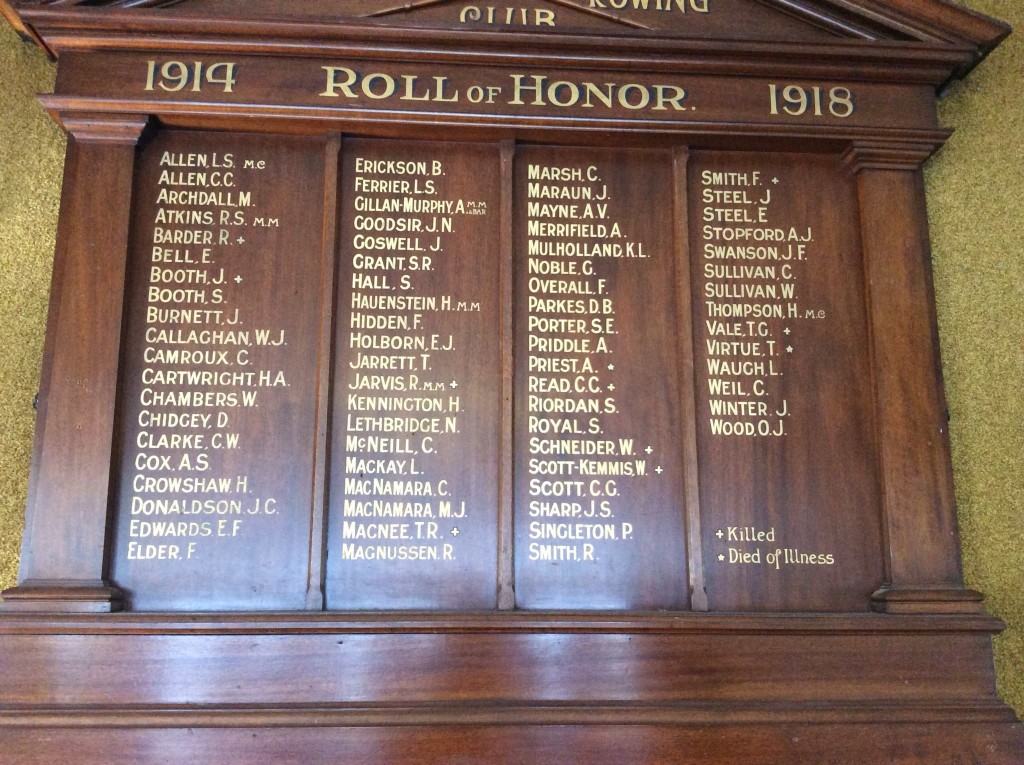 ROWING
CLUB
1914 ROLL OF HONOR. 1918
ALLEN, L.S. M.C
ALLEN, C.C.
ARCHDALL, M.
ATKINS, R.S. M.M
BARDER, R. +
BELL, E.
BOOTH, J. +
BOOTH, S.
BURNETT, J.
CALLAGHAN, W.J.
CAMROUX, C.
CARTWRIGHT, H.A.
CHAMBERS, W.
CHIDGEY, D
CLARKE, C.W.
COX, A.S.
CROWSHAW, H.
DONALDSON, J.C.
EDWARDS, E.F
ELDER, F
ERICKSON, B.
FERRIER, L.S.
GILLAN-MURPHY, A. M.M & BAR
GOODSIR, J.N.
GOSWELL, J.
GRANT, S.R.
HALL, S.
HAUENSTEIN, H. M.M
HIDDEN, F.
HOLBORN, E.J.
JARRETT, T.
JARVIS, R. M.M +
KENNINGTON, H.
LETHBRIDGE, N.
McNEILL, C.
MACKAY, L.
MACNAMARA, C.
MACNAMARA, M.J.
MACNEE, T.R. +
MAGNUSSEN, R.
MARSH, C.
MARAUN, J.
MAYNE, A.V.
MERRIFIELD, A.
MULHOLLAND, K.L.
NOBLE, G.
OVERALL, F.
PARKES, D.B.
PORTER, S.E.
PRIDDLE, A.
PRIEST, A. *
READ, C.C. +
RIORDAN, S.
ROYAL, S.
SCHNEIDER, W. +
SCOTT-KEMMIS, W. +
SCOTT, C.G.
SHARP, J.S.
SINGLETON, P.
SMITH, R.
SMITH, F. +
STEEL, J
STEEL, E
STOPFORD, A.J.
SWANSON, J.F.
SULLIVAN, C.
SULLIVAN, W.
THOMPSON, H. M.C
VALE, T.G. +
VIRTUE, T. *
WAUGH, L.
WEIL, C.
WINTER, J.
WOOD, O.J.
+ Killed
* Died of Illness